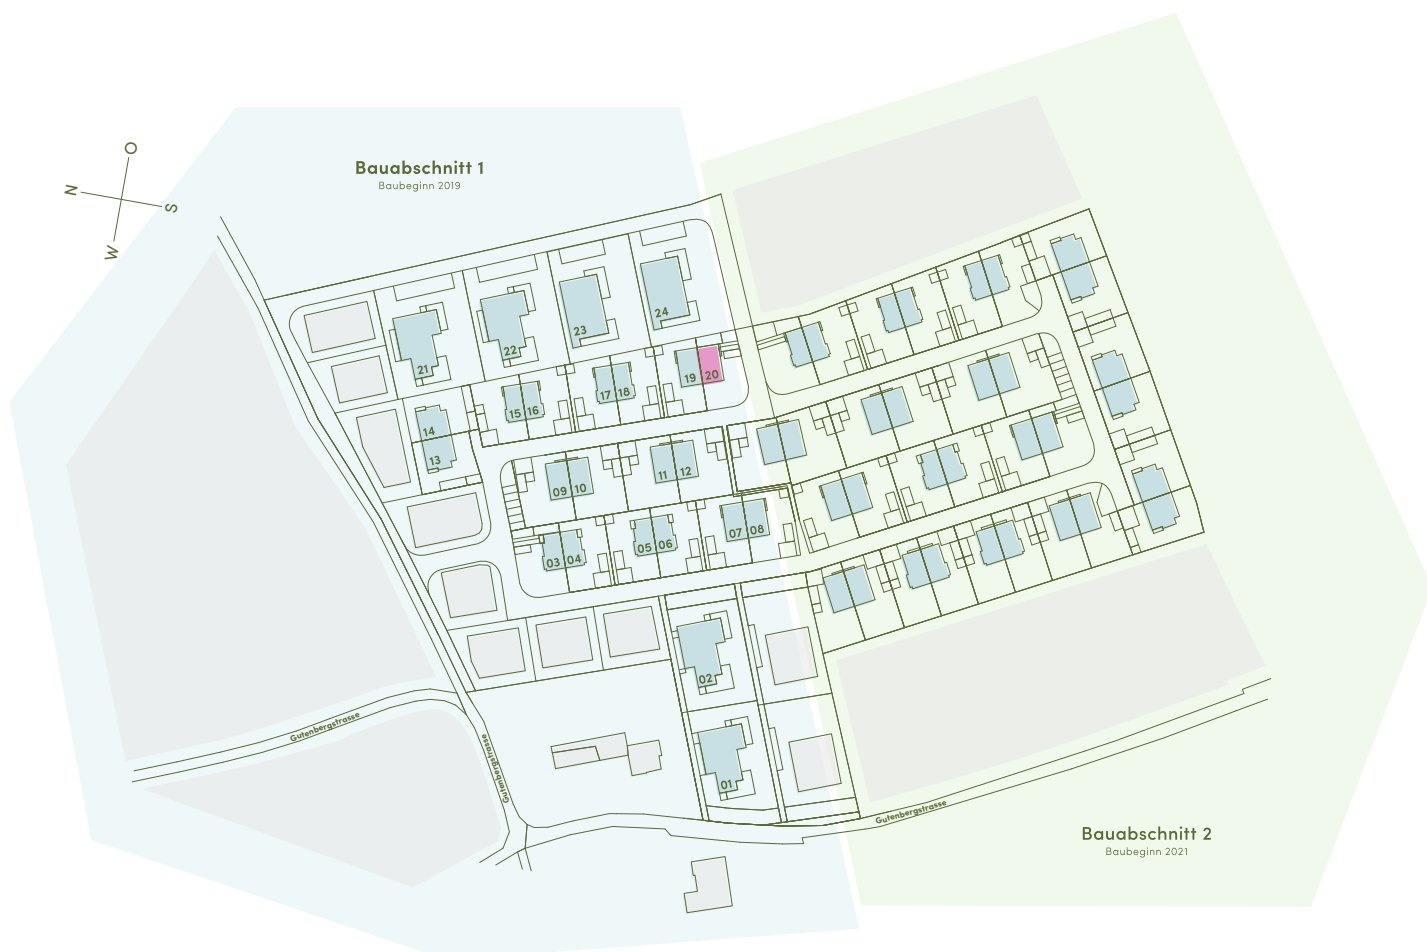 Bauabschnitt 1
Baubeginn 2019
O
N
S
W
24
23
22
21
20
19
17 18
15 16
14
13
11 12
09 10
07 08
05 06
03 04
02
01
Gutenbergstrasse
Gutenbergstrasse
Gutenbergstrasse
Bauabschnitt 2
Baubeginn 2021